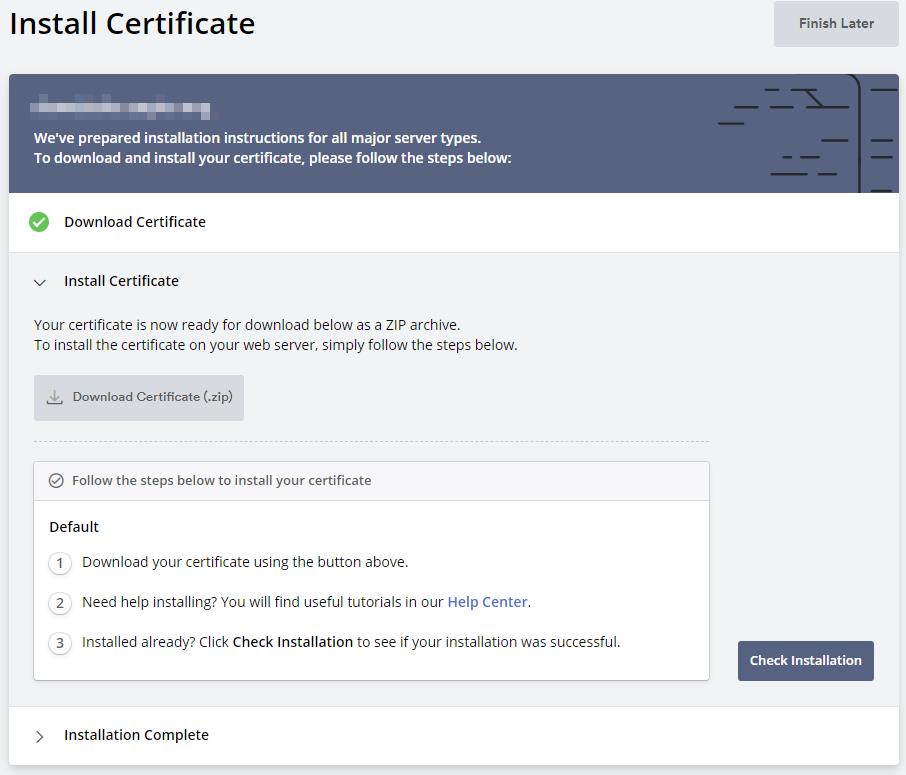 Install Certificate
Finish Later
We've prepared installation instructions for all major server types.
To download and install your certificate, please follow the steps below:
Download Certificate
Install Certificate
Your certificate is now ready for download below as a ZIP archive.
To install the certificate on your web server, simply follow the steps below.
Download Certificate (.zip)
Follow the steps below to install your certificate
Default
1 Download your certificate using the button above.
2 Need help installing? You will find useful tutorials in our Help Center.
3 Installed already? Click Check Installation to see if your installation was successful.
Check Installation
Installation Complete